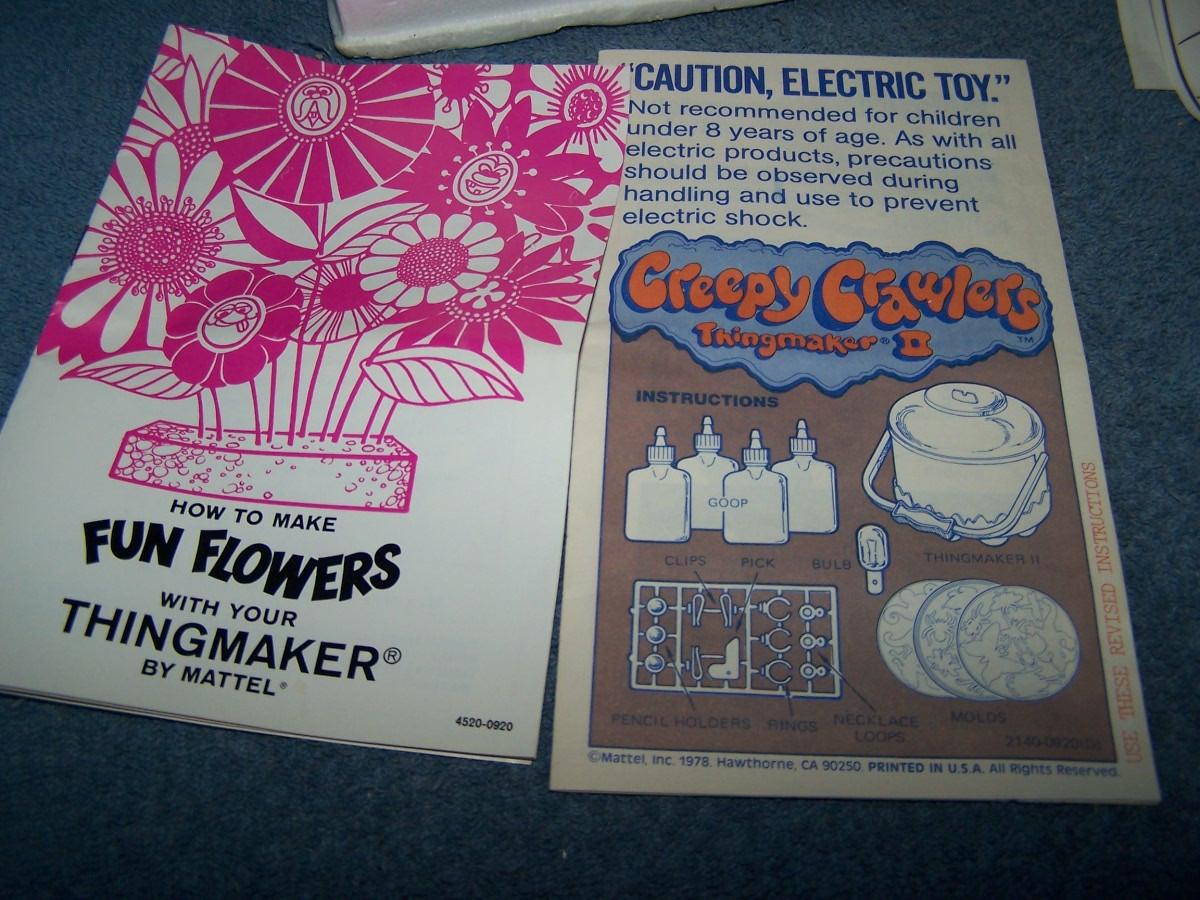 HOW TO MAKE
FUN FLOWERS
WITH YOUR
THINGMAKER®
BY MATTEL®
4520-0920
"CAUTION, ELECTRIC TOY."
Not recommended for children
under 8 years of age. As with all
electric products, precautions
should be observed during
handling and use to prevent
electric shock.
Creepy Crawlers
Thingmaker® II
TM
INSTRUCTIONS
GOOP
CLIPS PICK BULB THINGMAKER II
PENCIL HOLDERS RINGS NECKLACE
LOOPS
MOLDS
©Mattel, Inc. 1978. Hawthorne, CA 90250. PRINTED IN U.S.A. All Rights Reserved.
USE THESE REVISED INSTRUCTIONS